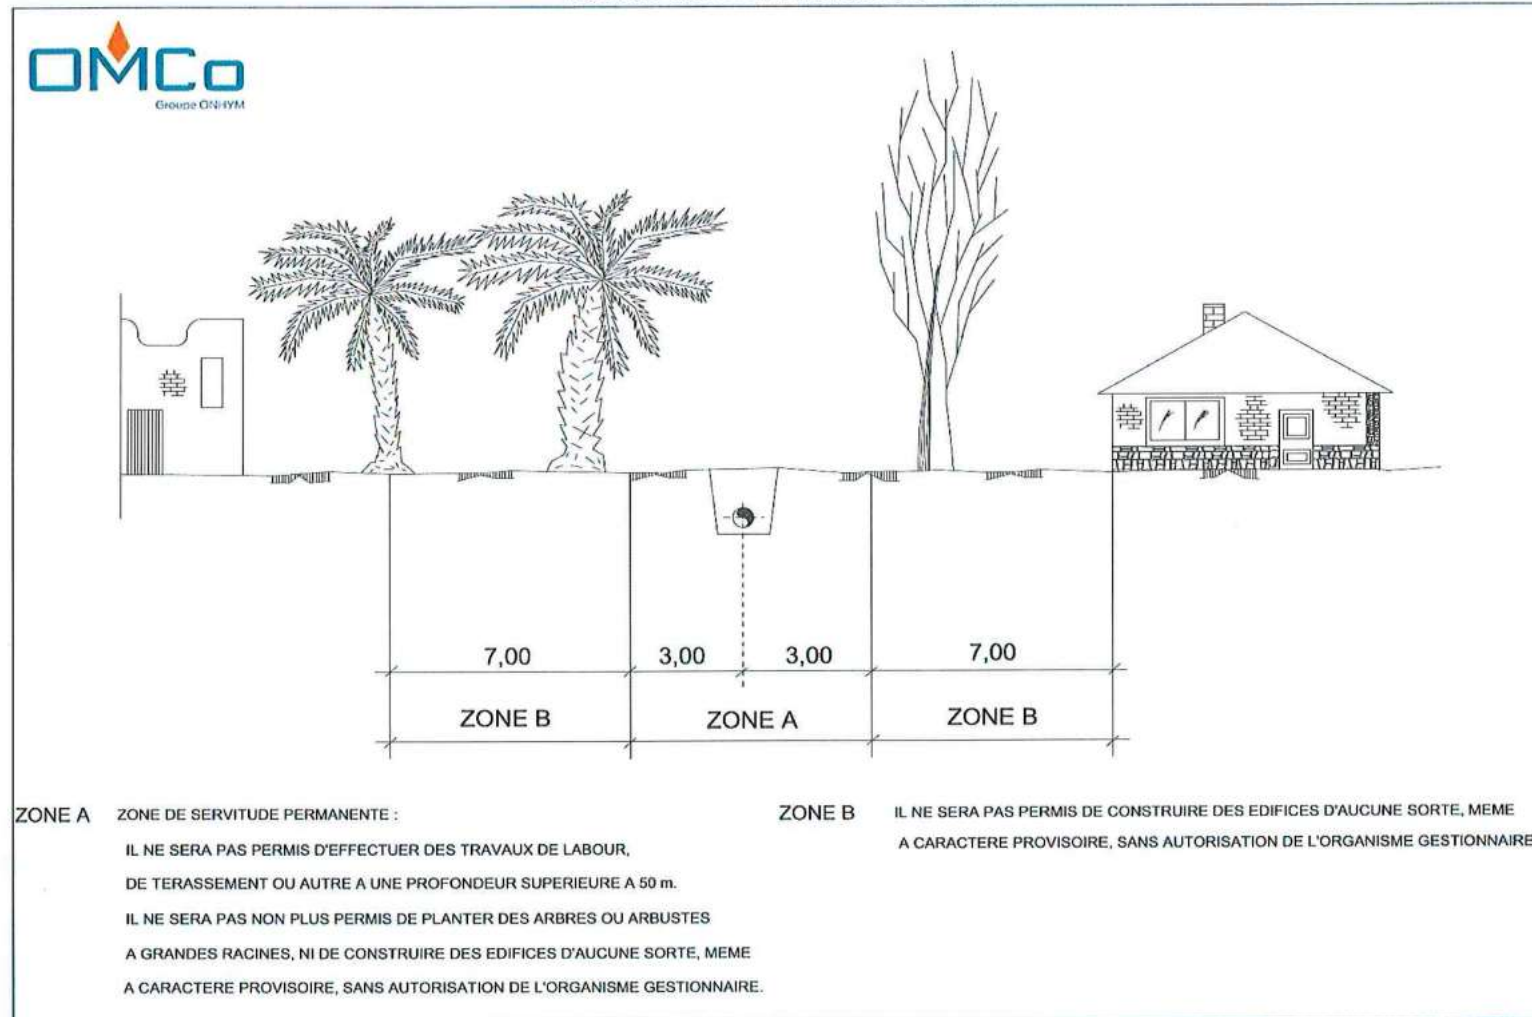 OMCo
Groupe ONHYM
7,00 3,00 3,00 7,00
ZONE B ZONE A ZONE B
ZONE A ZONE DE SERVITUDE PERMANENTE :
IL NE SERA PAS PERMIS D'EFFECTUER DES TRAVAUX DE LABOUR,
DE TERASSEMENT OU AUTRE A UNE PROFONDEUR SUPERIEURE A 50 m.
IL NE SERA PAS NON PLUS PERMIS DE PLANTER DES ARBRES OU ARBUSTES
A GRANDES RACINES, NI DE CONSTRUIRE DES EDIFICES D'AUCUNE SORTE, MEME
A CARACTERE PROVISOIRE, SANS AUTORISATION DE L'ORGANISME GESTIONNAIRE.
ZONE B IL NE SERA PAS PERMIS DE CONSTRUIRE DES EDIFICES D'AUCUNE SORTE, MEME
A CARACTERE PROVISOIRE, SANS AUTORISATION DE L'ORGANISME GESTIONNAIRE